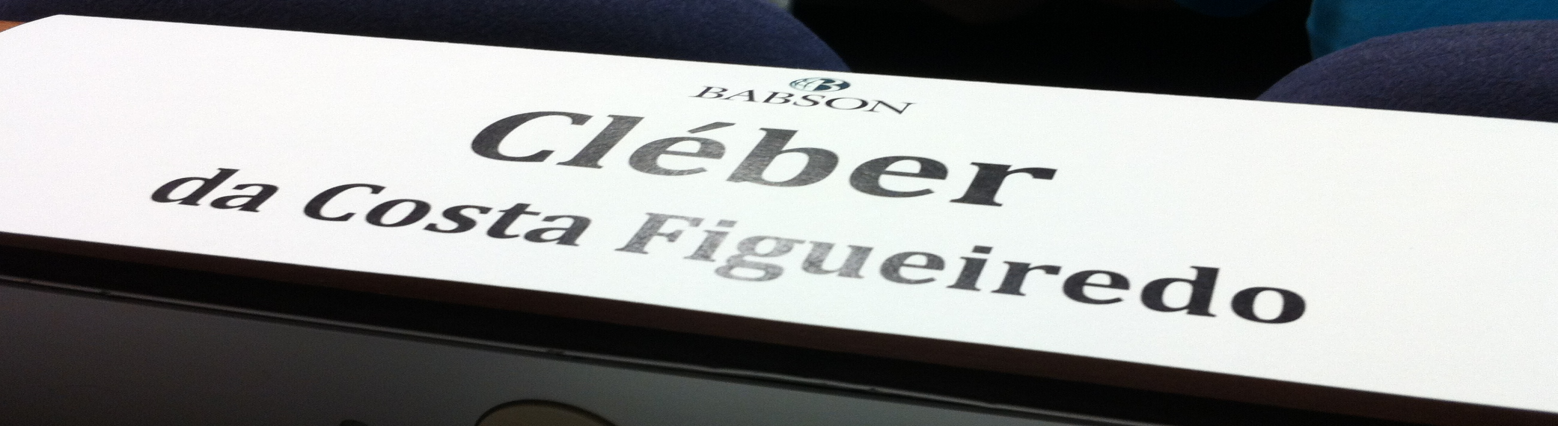 BABSON
Cléber
da Costa Figueiredo